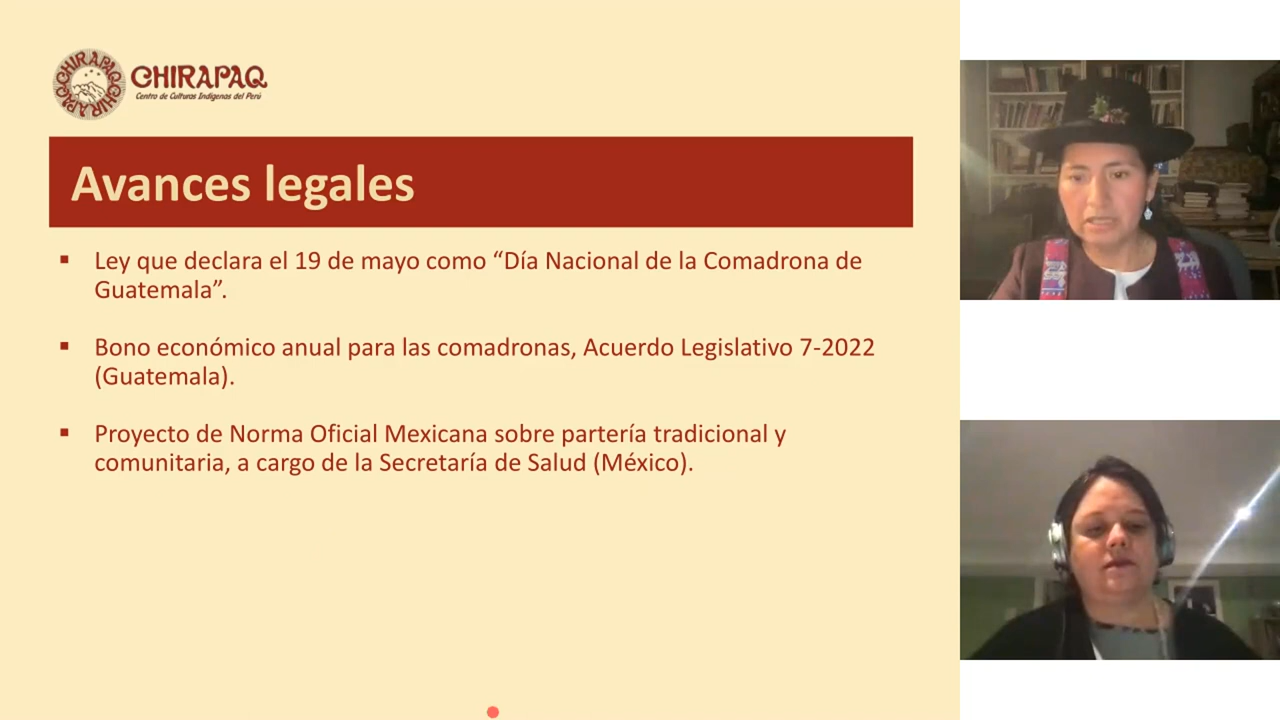 CHIRAPAQ
CHIRAPAQ
CHIRAPAQ
Centro de Culturas Indígenas del Perú
Avances legales
▪ Ley que declara el 19 de mayo como “Día Nacional de la Comadrona de
Guatemala”.
▪ Bono económico anual para las comadronas, Acuerdo Legislativo 7-2022
(Guatemala).
▪ Proyecto de Norma Oficial Mexicana sobre partería tradicional y
comunitaria, a cargo de la Secretaría de Salud (México).